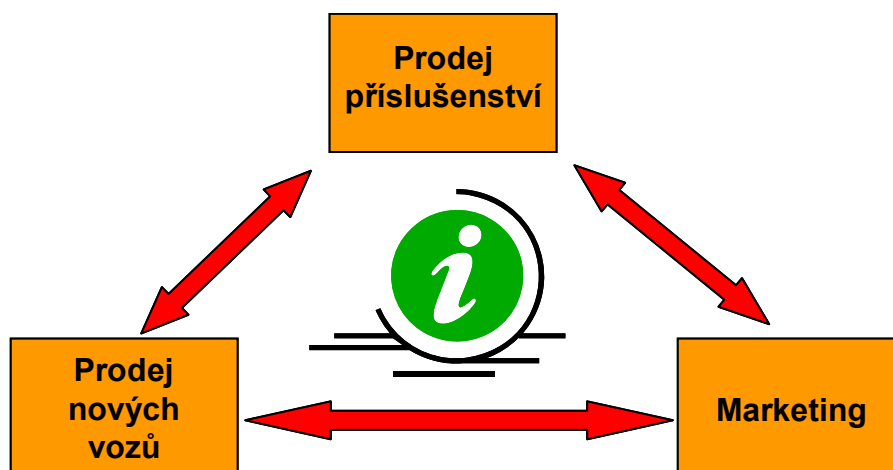 Prodej
příslušenství
Prodej
nových
vozů
Marketing